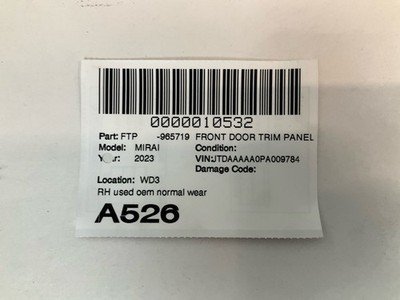 0000010532
Part: FTP -965719 FRONT DOOR TRIM PANEL
Model: MIRAI Condition:
Year: 2023 VIN:JTDAAAAA0PA009784
Damage Code:
Location: WD3
RH used oem normal wear
A526